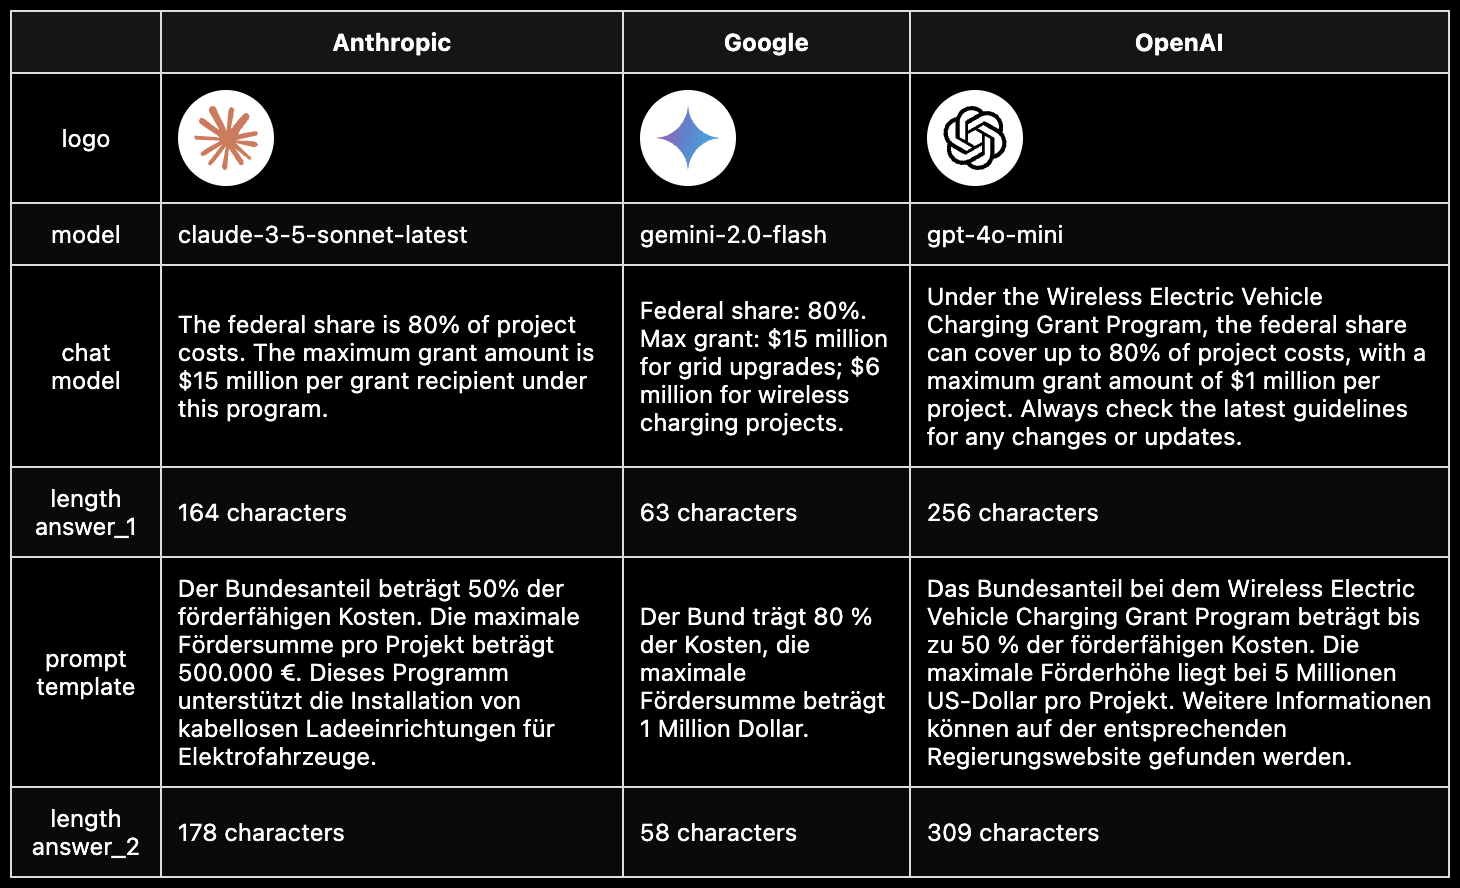 Anthropic
Google
OpenAI
logo
model
claude-3-5-sonnet-latest
gemini-2.0-flash
gpt-4o-mini
chat
model
The federal share is 80% of project
costs. The maximum grant amount is
$15 million per grant recipient under
this program.
Federal share: 80%.
Max grant: $15 million
for grid upgrades; $6
million for wireless
charging projects.
Under the Wireless Electric Vehicle
Charging Grant Program, the federal share
can cover up to 80% of project costs, with a
maximum grant amount of $1 million per
project. Always check the latest guidelines
for any changes or updates.
length
answer_1
164 characters
63 characters
256 characters
prompt
template
Der Bundesanteil beträgt 50% der
förderfähigen Kosten. Die maximale
Fördersumme pro Projekt beträgt
500.000 €. Dieses Programm
unterstützt die Installation von
kabellosen Ladeeinrichtungen für
Elektrofahrzeuge.
Der Bund trägt 80 %
der Kosten, die
maximale
Fördersumme beträgt
1 Million Dollar.
Das Bundesanteil bei dem Wireless Electric
Vehicle Charging Grant Program beträgt bis
zu 50 % der förderfähigen Kosten. Die
maximale Förderhöhe liegt bei 5 Millionen
US-Dollar pro Projekt. Weitere Informationen
können auf der entsprechenden
Regierungswebsite gefunden werden.
length
answer_2
178 characters
58 characters
309 characters